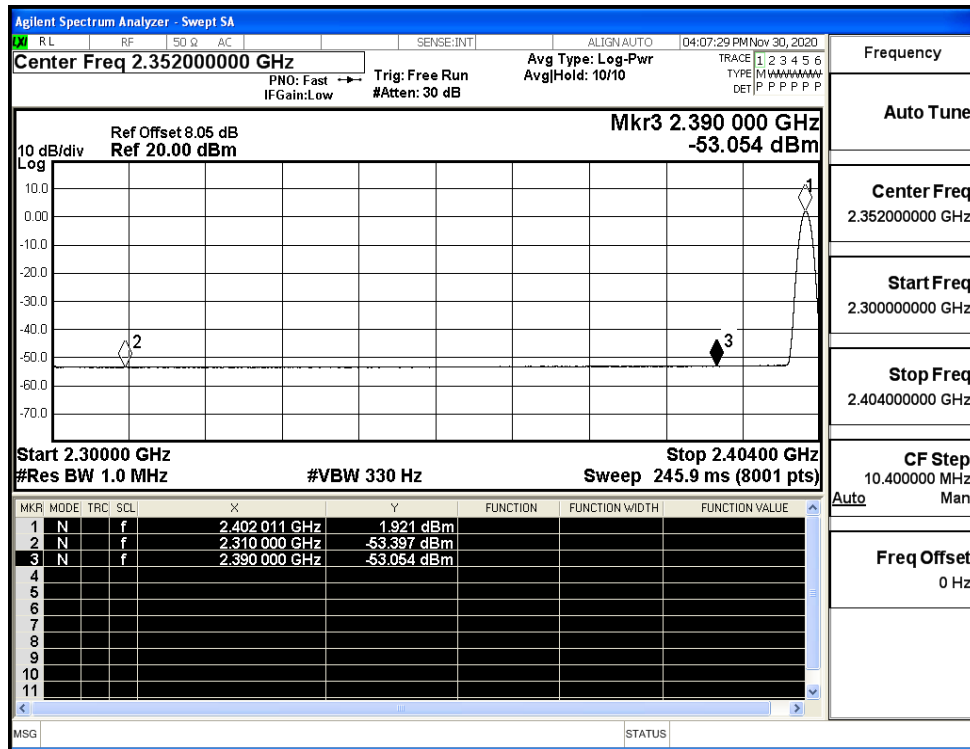 Agilent Spectrum Analyzer - Swept SA
LXI RL RF 50 Ω AC SENSE:INT ALIGN AUTO 04:07:29 PM Nov 30, 2020
Center Freq 2.352000000 GHz
PNO: Fast
IFGain:Low
Trig: Free Run
#Atten: 30 dB
Avg Type: Log-Pwr
Avg|Hold: 10/10
TRACE 1 2 3 4 5 6
TYPE M W W W W W
DET P P P P P P
Ref Offset 8.05 dB
10 dB/div Ref 20.00 dBm
Log
Mkr3 2.390 000 GHz
-53.054 dBm
10.0
0.00
-10.0
-20.0
-30.0
-40.0
-50.0
-60.0
-70.0
1
2
3
Start 2.30000 GHz Stop 2.40400 GHz
#Res BW 1.0 MHz #VBW 330 Hz Sweep 245.9 ms (8001 pts)
MKR MODE TRC SCL X Y FUNCTION FUNCTION WIDTH FUNCTION VALUE
1 N f 2.402 011 GHz 1.921 dBm
2 N f 2.310 000 GHz -53.397 dBm
3 N f 2.390 000 GHz -53.054 dBm
4
5
6
7
8
9
10
11
MSG STATUS
Frequency
Auto Tune
Center Freq
2.352000000 GHz
Start Freq
2.300000000 GHz
Stop Freq
2.404000000 GHz
CF Step
10.400000 MHz
Auto Man
Freq Offset
0 Hz